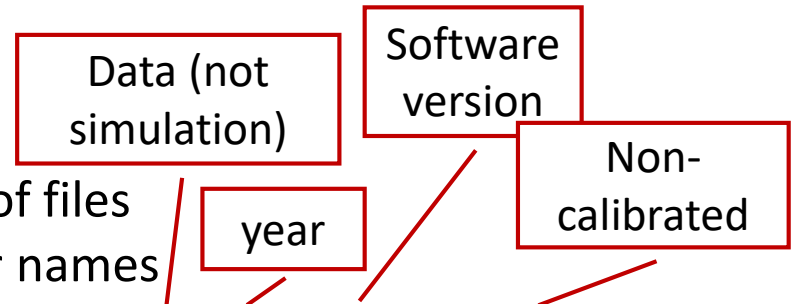 Data (not
simulation)
Software
version
Non-
calibrated
of files
year
names